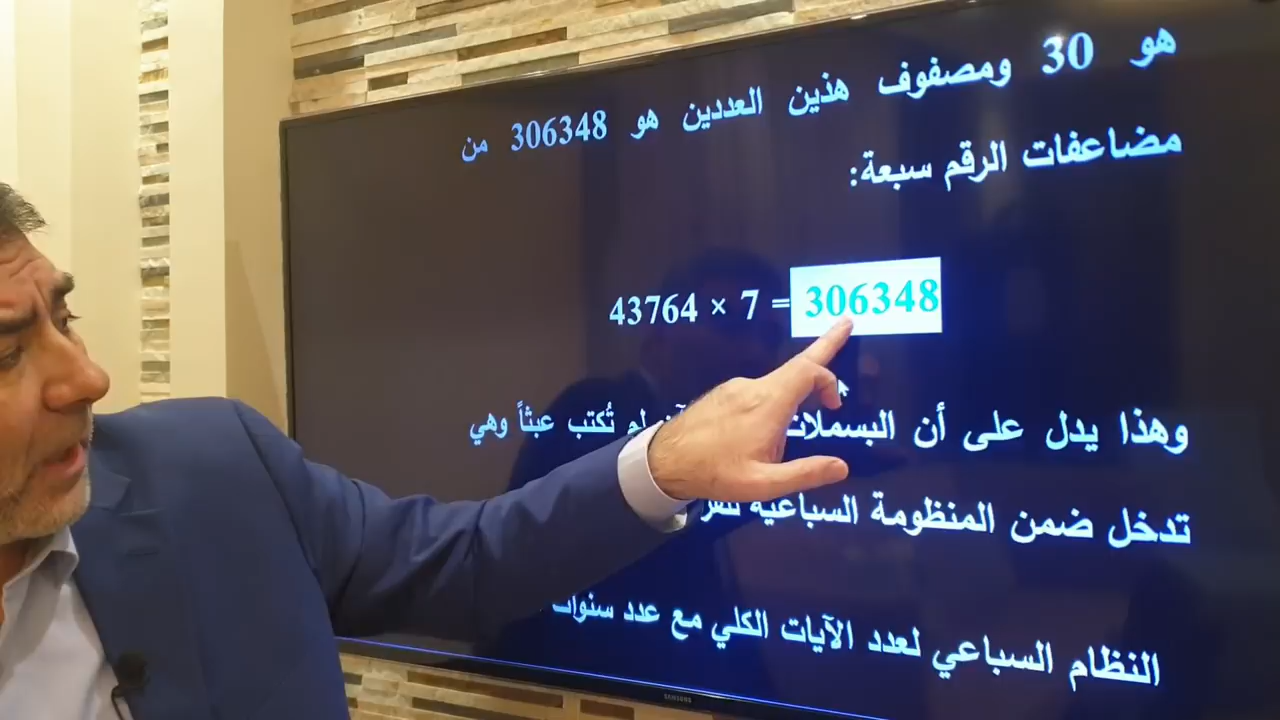 هو 30 ومصفوف هذين العددين هو 306348 من
مضاعفات الرقم سبعة:
43764 × 7 = 306348
وهذا يدل على أن البسملات لم تُكتب عبثاً وهي
تدخل ضمن المنظومة السباعية
النظام السباعي لعدد الآيات الكلي مع عدد سنوات
SAMSUNG